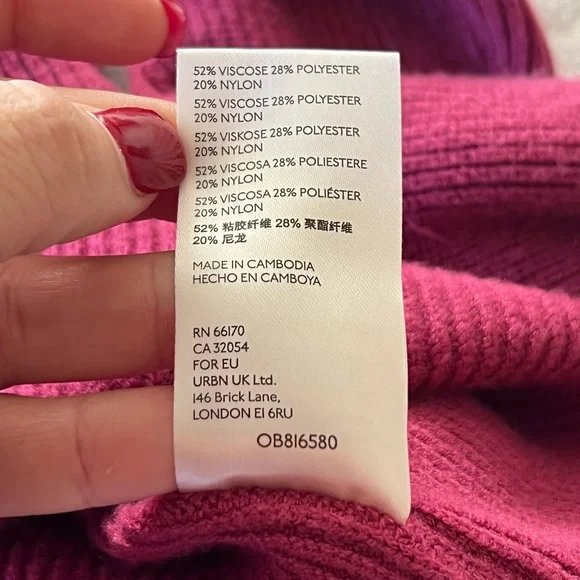 52% VISCOSE 28% POLYESTER
20% NYLON
52% VISCOSE 28% POLYESTER
20% NYLON
52% VISKOSE 28% POLYESTER
20% NYLON
52% VISCOSA 28% POLIESTERE
20% NYLON
52% VISCOSA 28% POLIÉSTER
20% NYLON
52% 粘胶纤维 28% 聚酯纤维
20% 尼龙
MADE IN CAMBODIA
HECHO EN CAMBOYA
RN 66170
CA 32054
FOR EU
URBN UK Ltd.
146 Brick Lane,
LONDON E1 6RU
OB816580